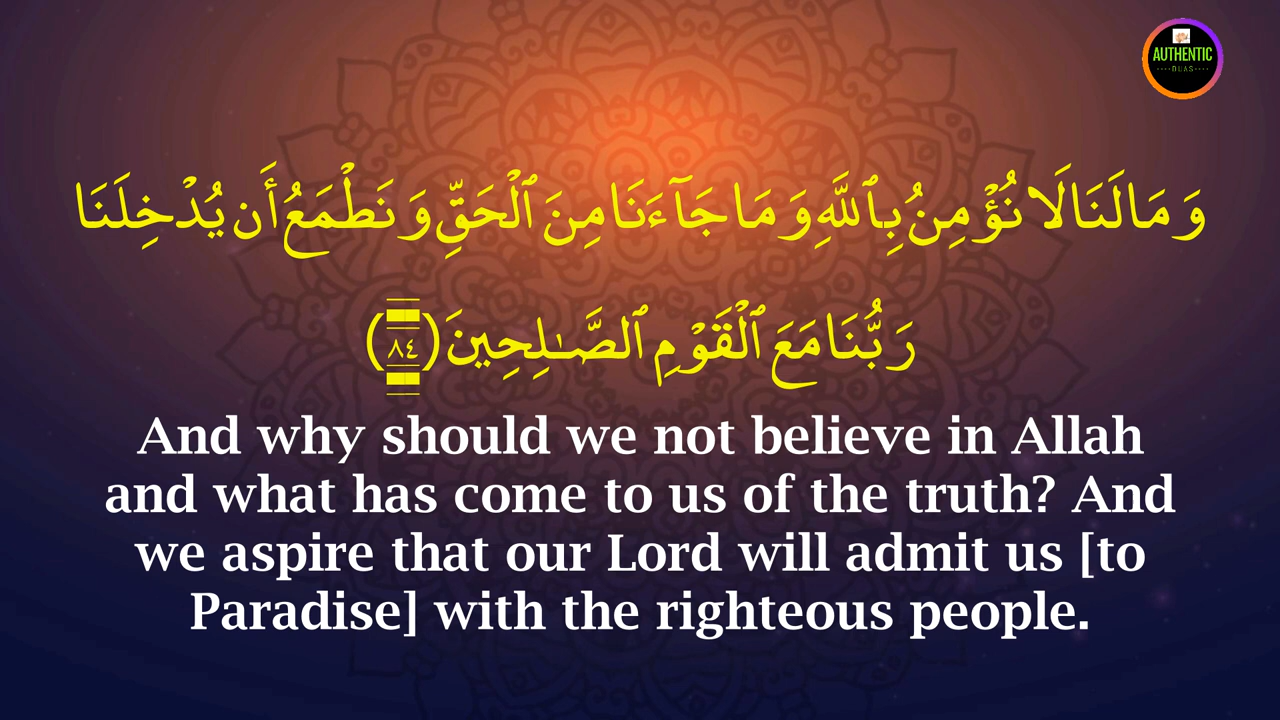 AUTHENTIC
DUAS
وَمَا لَنَا لَا نُؤْمِنُ بِٱللَّهِ وَمَا جَآءَنَا مِنَ ٱلْحَقِّ وَنَطْمَعُ أَن يُدْخِلَنَا
رَبُّنَا مَعَ ٱلْقَوْمِ ٱلصَّـٰلِحِينَ (٨٤)
And why should we not believe in Allah
and what has come to us of the truth? And
we aspire that our Lord will admit us [to
Paradise] with the righteous people.